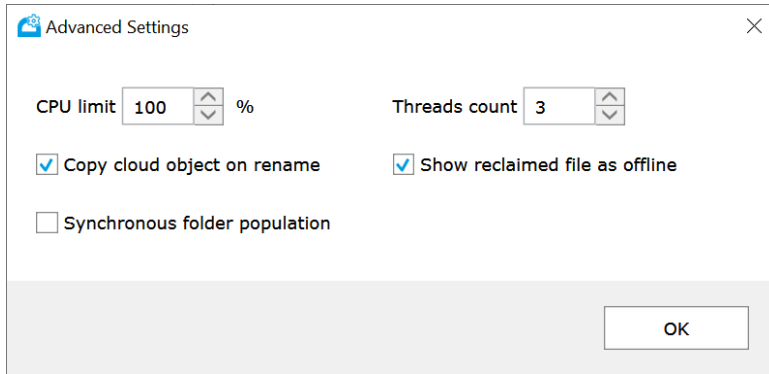 Advanced Settings
CPU limit 100 % Threads count 3
Copy cloud object on rename Show reclaimed file as offline
Synchronous folder population
OK